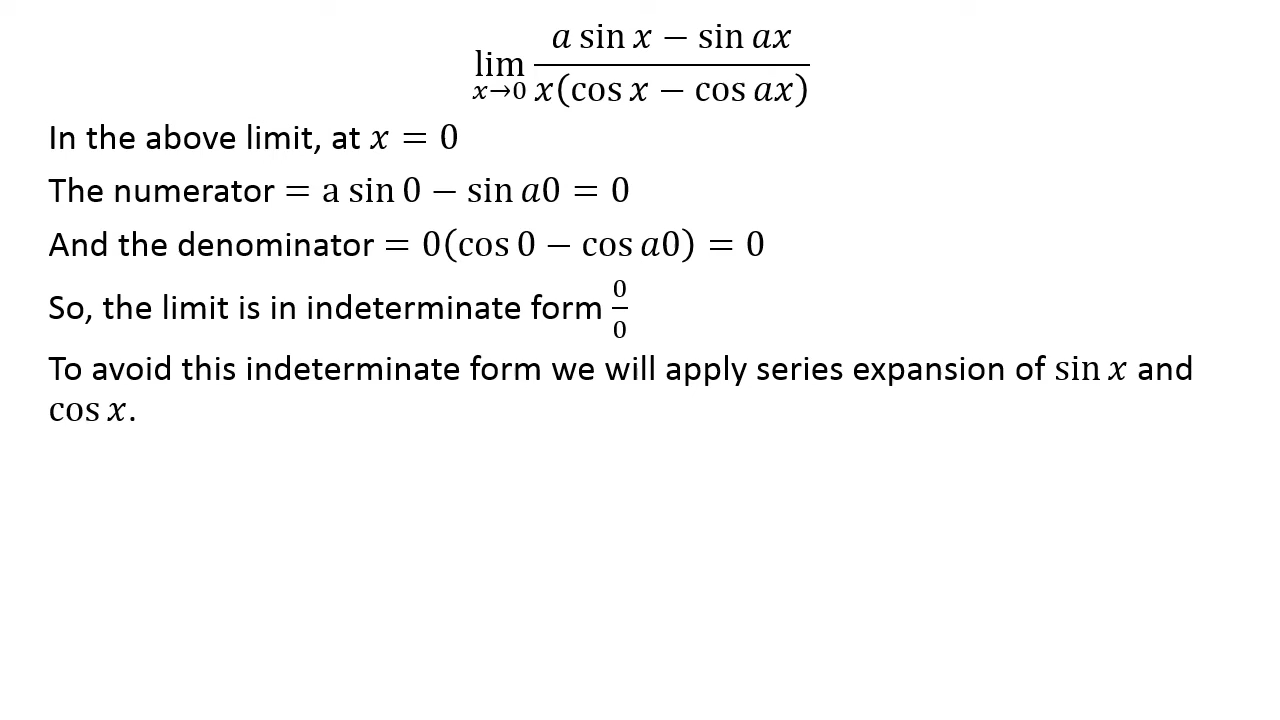 lim x→0 (a sin x − sin ax)/(x(cos x − cos ax))
In the above limit, at x = 0
The numerator = a sin 0 − sin a0 = 0
And the denominator = 0(cos 0 − cos a0) = 0
So, the limit is in indeterminate form 0/0
To avoid this indeterminate form we will apply series expansion of sin x and
cos x.